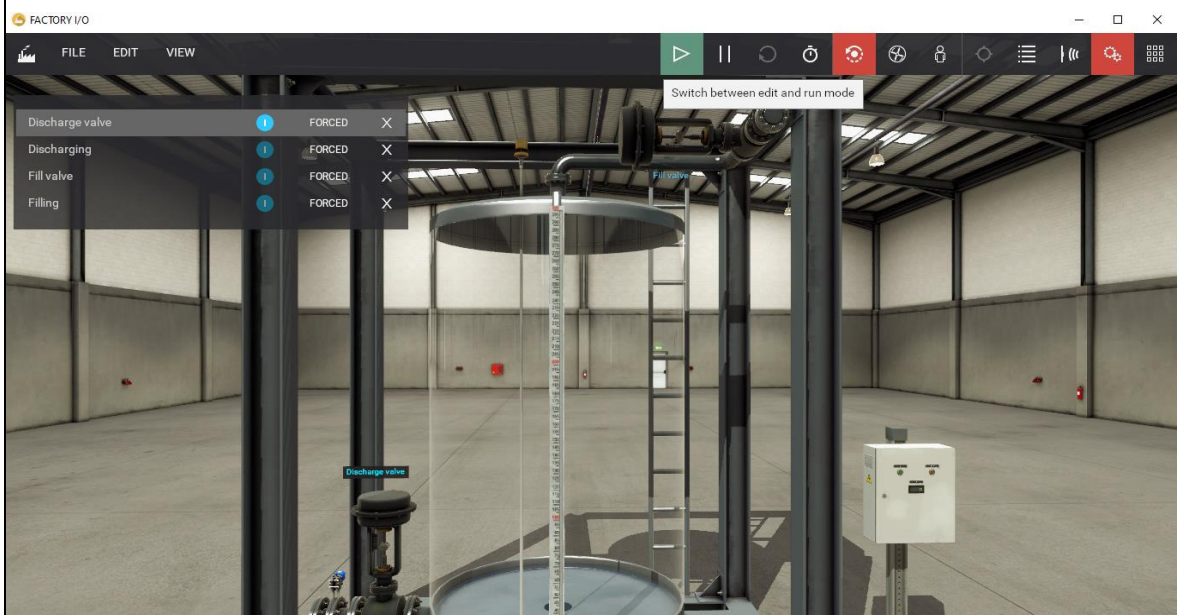 FACTORY I/O
FILE EDIT VIEW
Switch between edit and run mode
Discharge valve I FORCED X
Discharging I FORCED X
Fill valve I FORCED X
Filling I FORCED X
Fill valve
Discharge valve